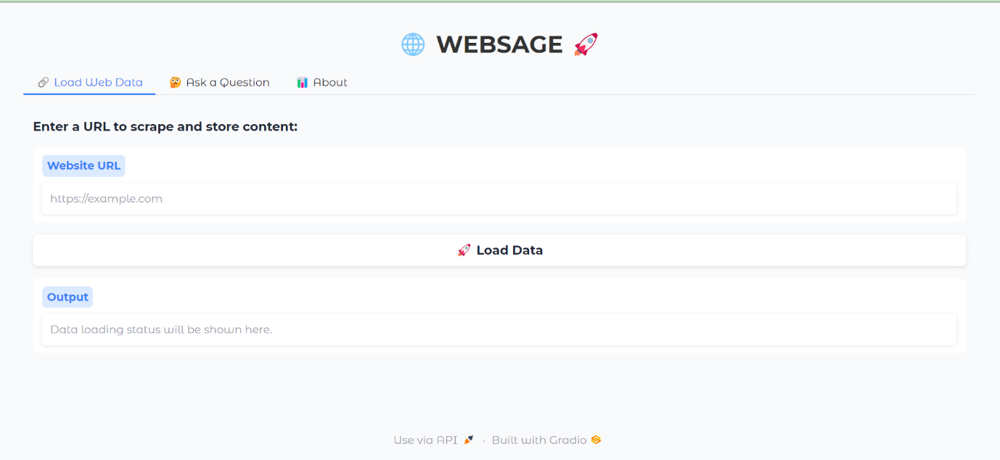 🌐 WEBSAGE 🚀
🔗 Load Web Data 🤔 Ask a Question 📊 About
Enter a URL to scrape and store content:
Website URL
https://example.com
🚀 Load Data
Output
Data loading status will be shown here.
Use via API 🚀 · Built with Gradio